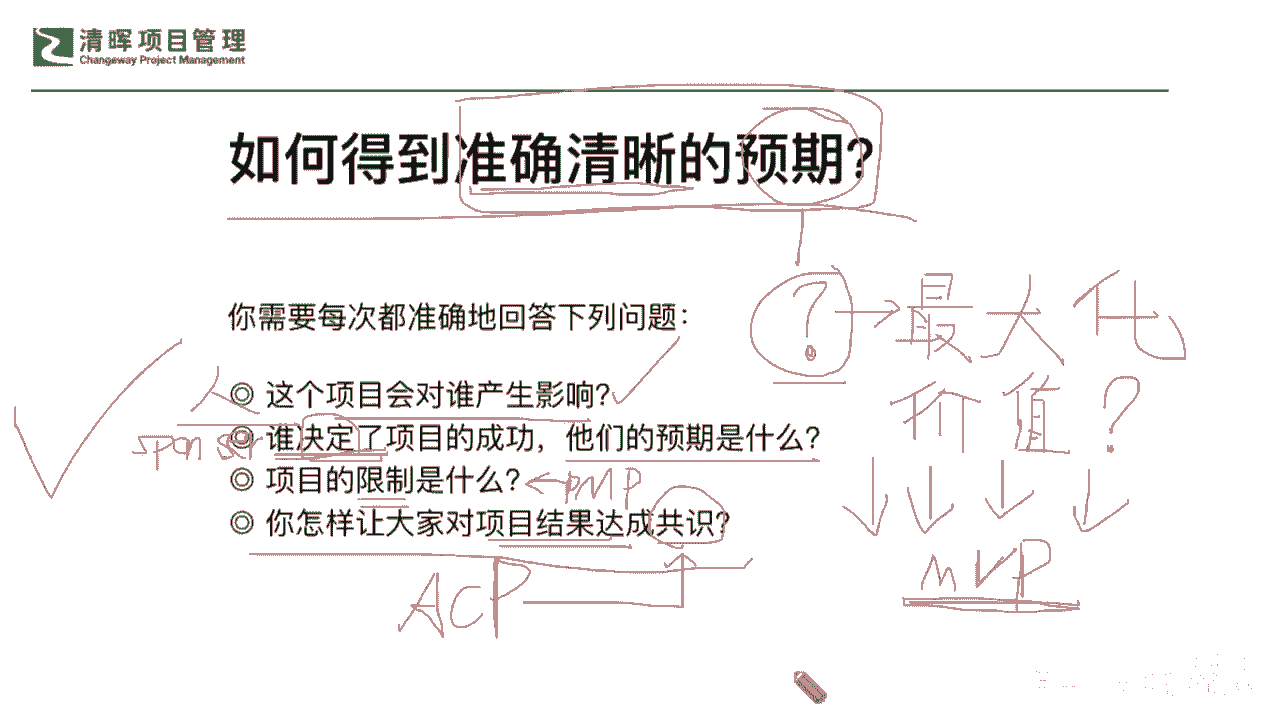 清晖项目管理
Changeway Project Management
如何得到准确清晰的预期?
你需要每次都准确地回答下列问题:
? 最大化
价值?
◎ 这个项目会对谁产生影响?
人
◎ 谁决定了项目的成功,他们的预期是什么?
◎ 项目的限制是什么?
PMP
◎ 你怎样让大家对项目结果达成共识?
MVP
ACP